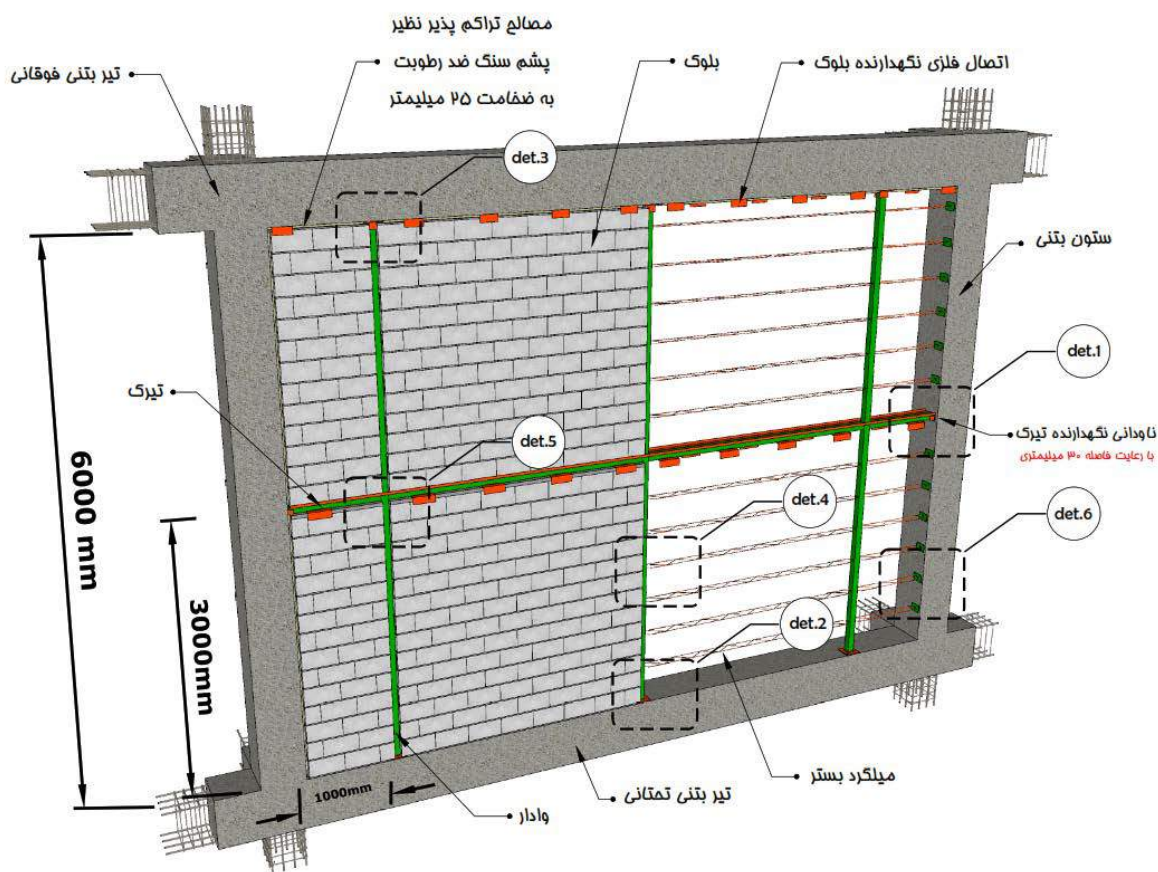 مصالح تراکم پذیر نظیر
پشم سنگ ضد رطوبت
به ضخامت ۲۵ میلیمتر
تیر بتنی فوقانی
بلوک
اتصال فلزی نگهدارنده بلوک
det.3
ستون بتنی
det.1
تیرک
ناودانی نگهدارنده تیرک
با رعایت فاصله ۳۰ میلیمتری
det.5
6000 mm
det.4
det.6
3000mm
det.2
میلگرد بستر
1000mm
تیر بتنی تحتانی
وادار